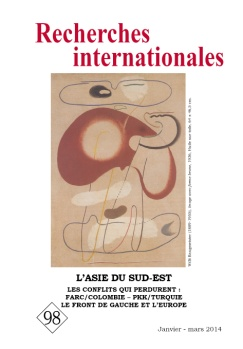 Recherches
internationales
L'ASIE DU SUD-EST
LES CONFLITS QUI PERDURENT :
FARC/COLOMBIE – PKK/TURQUIE
LE FRONT DE GAUCHE ET L'EUROPE
98
Janvier - mars 2014